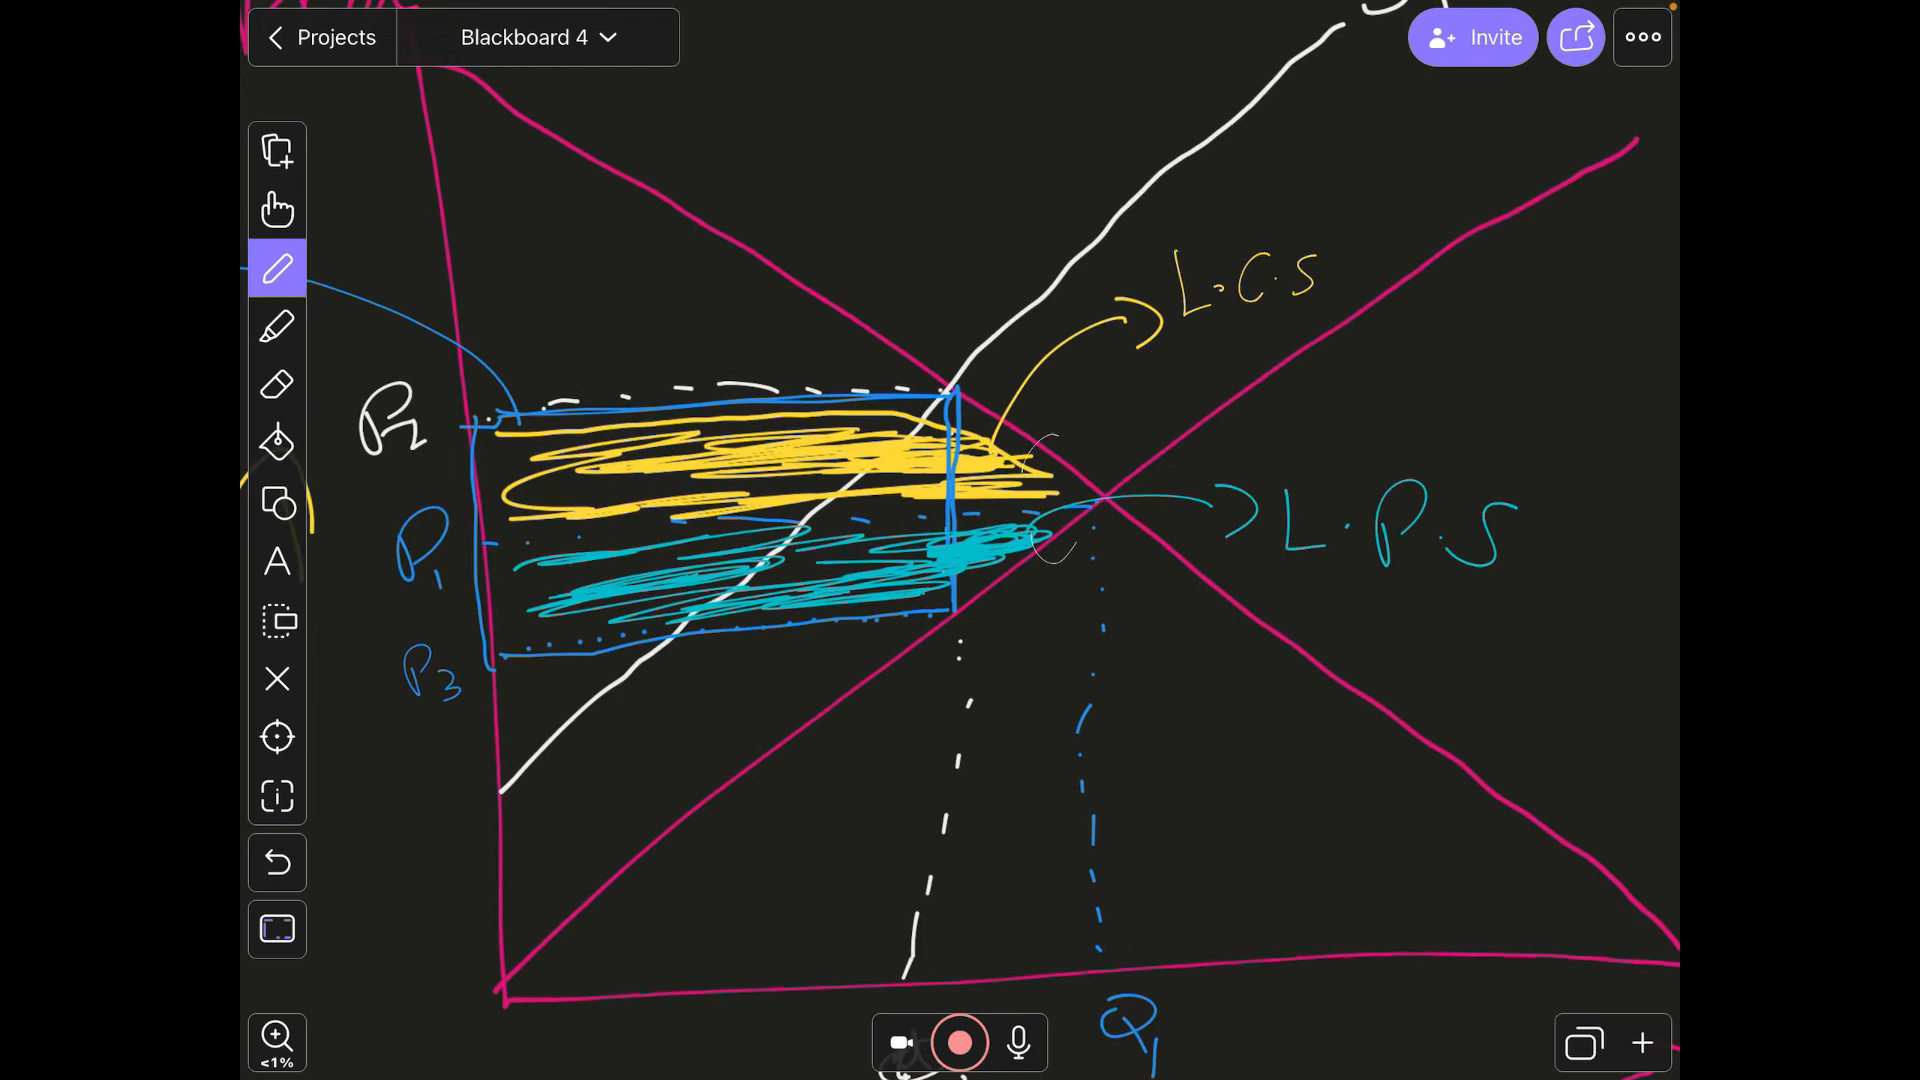 Projects
Blackboard 4
Invite
L.C.S
P2
P1
L.P.S
P3
Q1
<1%